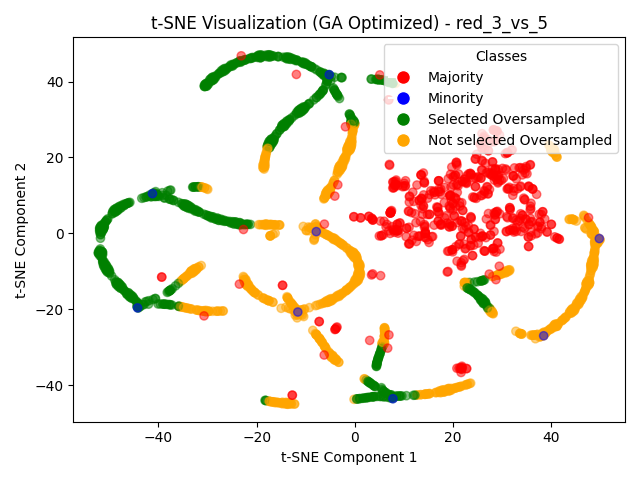 t-SNE Visualization (GA Optimized) - red_3_vs_5
Classes
Majority
Minority
Selected Oversampled
Not selected Oversampled
t-SNE Component 2
40
20
0
−20
−40
−40
−20
0
20
40
t-SNE Component 1